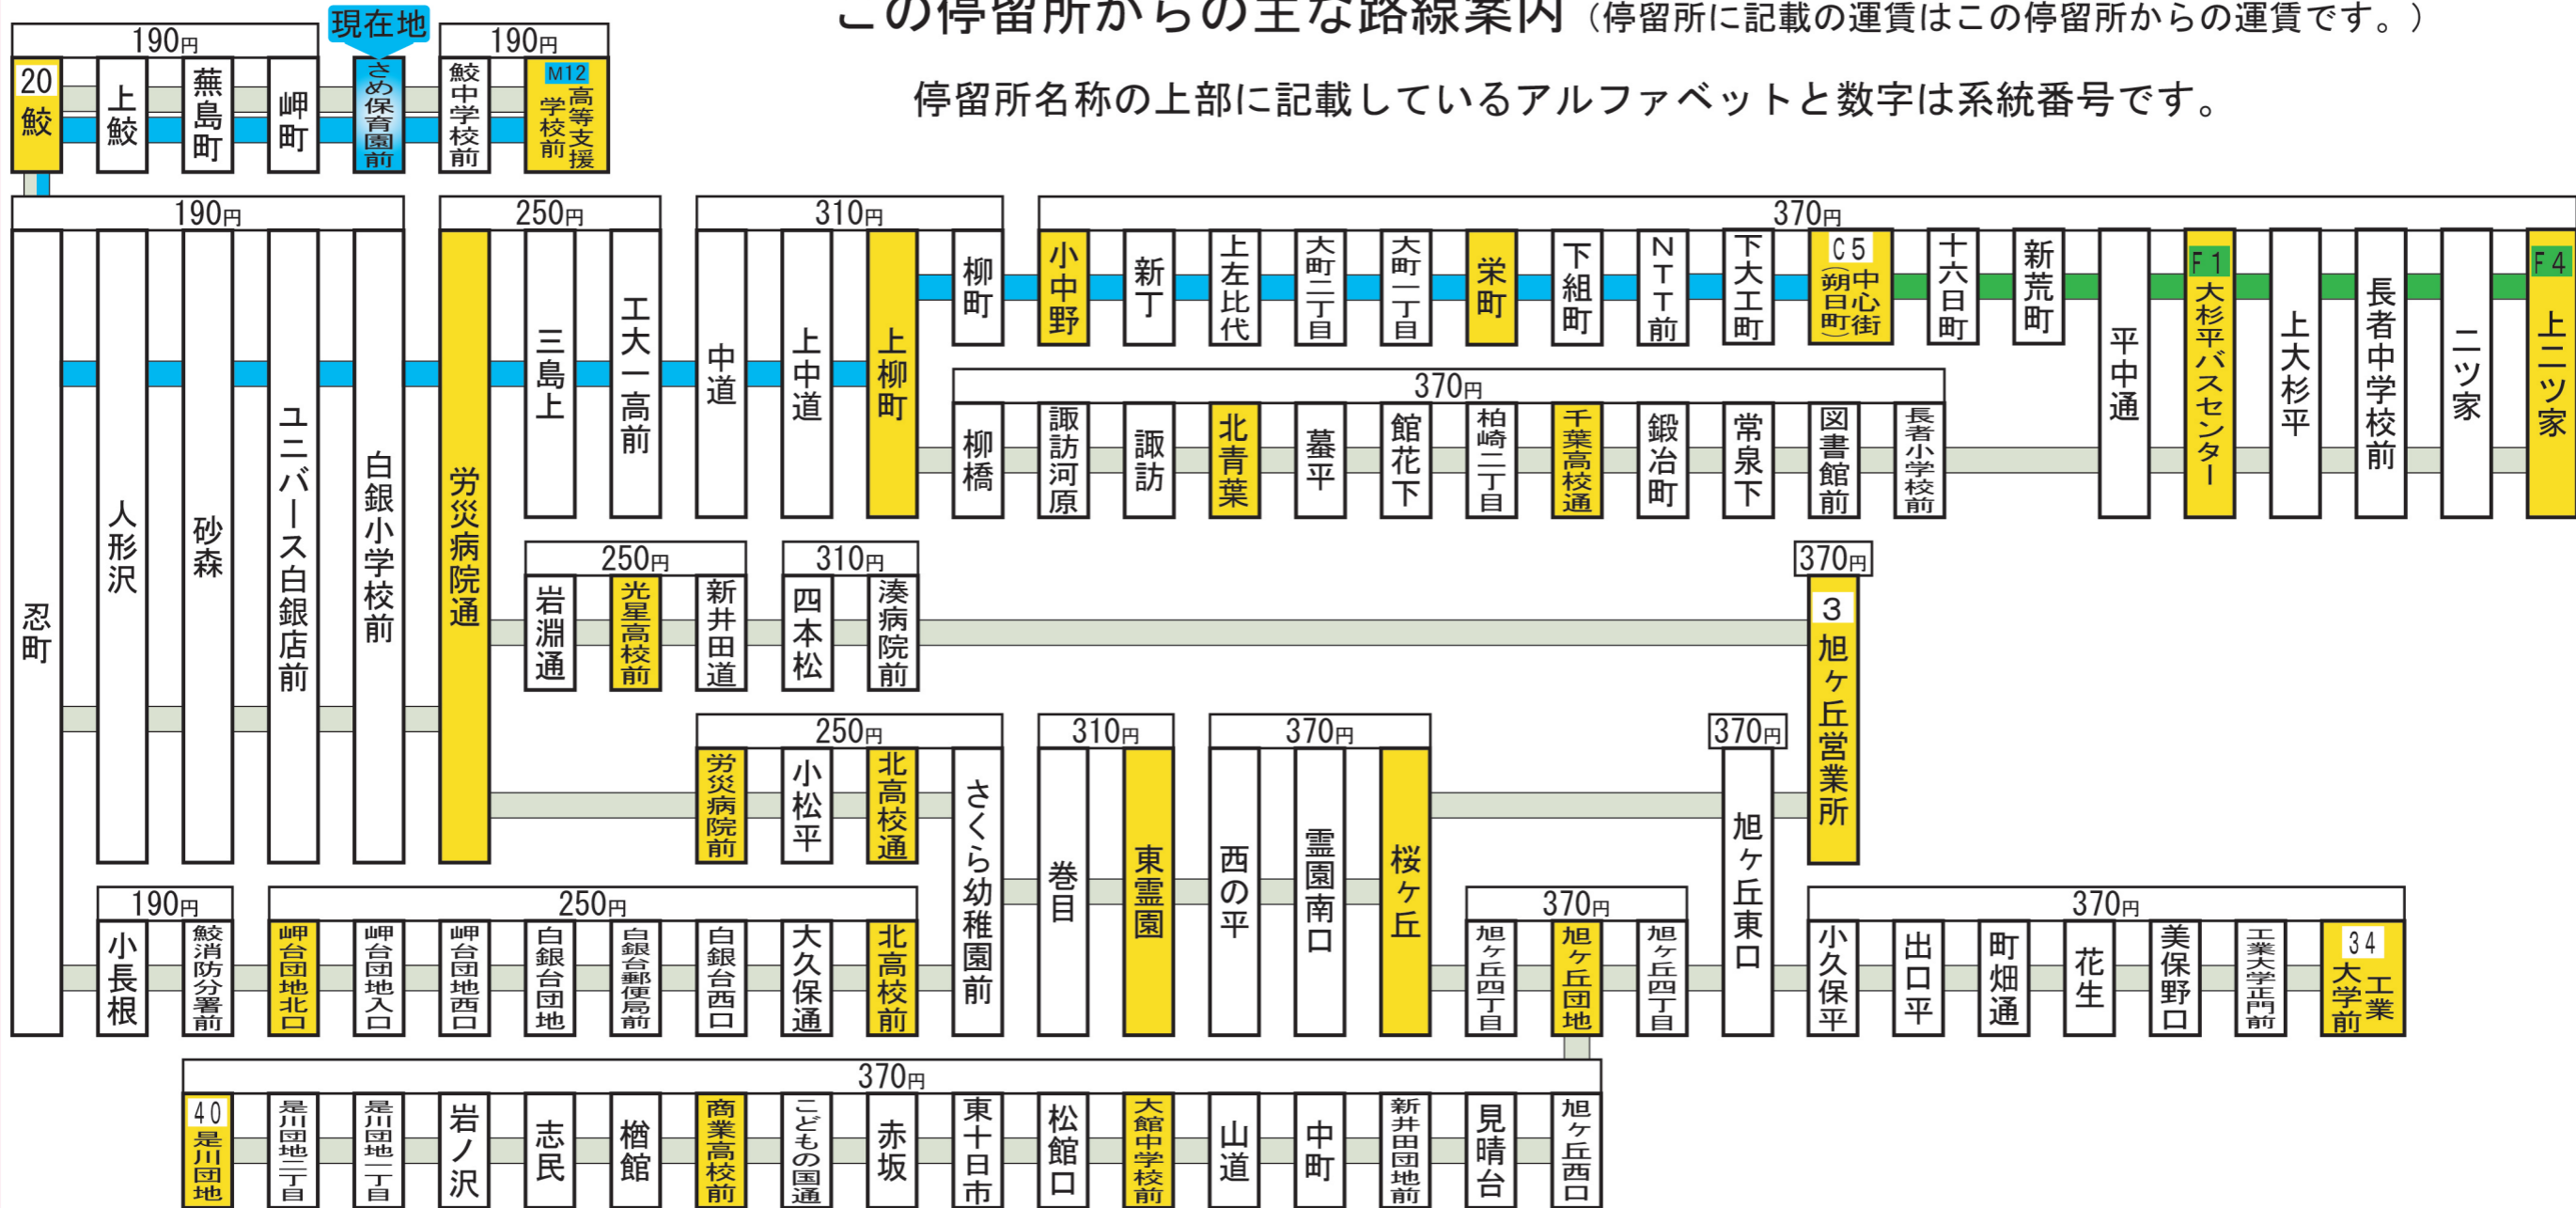 この停留所からの主な路線案内（停留所に記載の運賃はこの停留所からの運賃です。）
停留所名称の上部に記載しているアルファベットと数字は系統番号です。
現在地
190円
190円
20
鮫
上鮫
蕪島町
岬町
さめ保育園前
鮫中学校前
M12
高等支援
学校前
190円
250円
310円
370円
忍町
人形沢
砂森
ユニバース白銀店前
白銀小学校前
労災病院通
三島上
工大一高前
中道
上中道
上柳町
柳町
小中野
新丁
上左比代
大町二丁目
大町一丁目
栄町
下組町
NTT前
下大工町
C5
中心街
（朔日町）
十六日町
新荒町
平中通
F1
大杉平バスセンター
上大杉平
長者中学校前
二ツ家
F4
上二ツ家
370円
柳橋
諏訪河原
諏訪
北青葉
墓平
館花下
柏崎二丁目
千葉高校通
鍛冶町
常泉下
図書館前
長者小学校前
250円
310円
370円
岩淵通
光星高校前
新井田道
四本松
湊病院前
3
旭ヶ丘営業所
250円
310円
370円
370円
労災病院前
小松平
北高校通
さくら幼稚園前
巻目
東霊園
西の平
霊園南口
桜ヶ丘
旭ヶ丘東口
190円
250円
370円
370円
小長根
鮫消防分署前
岬台団地北口
岬台団地入口
岬台団地西口
白銀台団地
白銀台郵便局前
白銀台西口
大久保通
北高校前
旭ヶ丘四丁目
旭ヶ丘団地
旭ヶ丘四丁目
小久保平
出口平
町畑通
花生
美保野口
工業大学正門前
34
工業
大学前
370円
40
是川団地
是川団地二丁目
是川団地一丁目
岩ノ沢
志民
楢館
商業高校前
こどもの国通
赤坂
東十日市
松館口
大館中学校前
山道
中町
新井田団地前
見晴台
旭ヶ丘西口